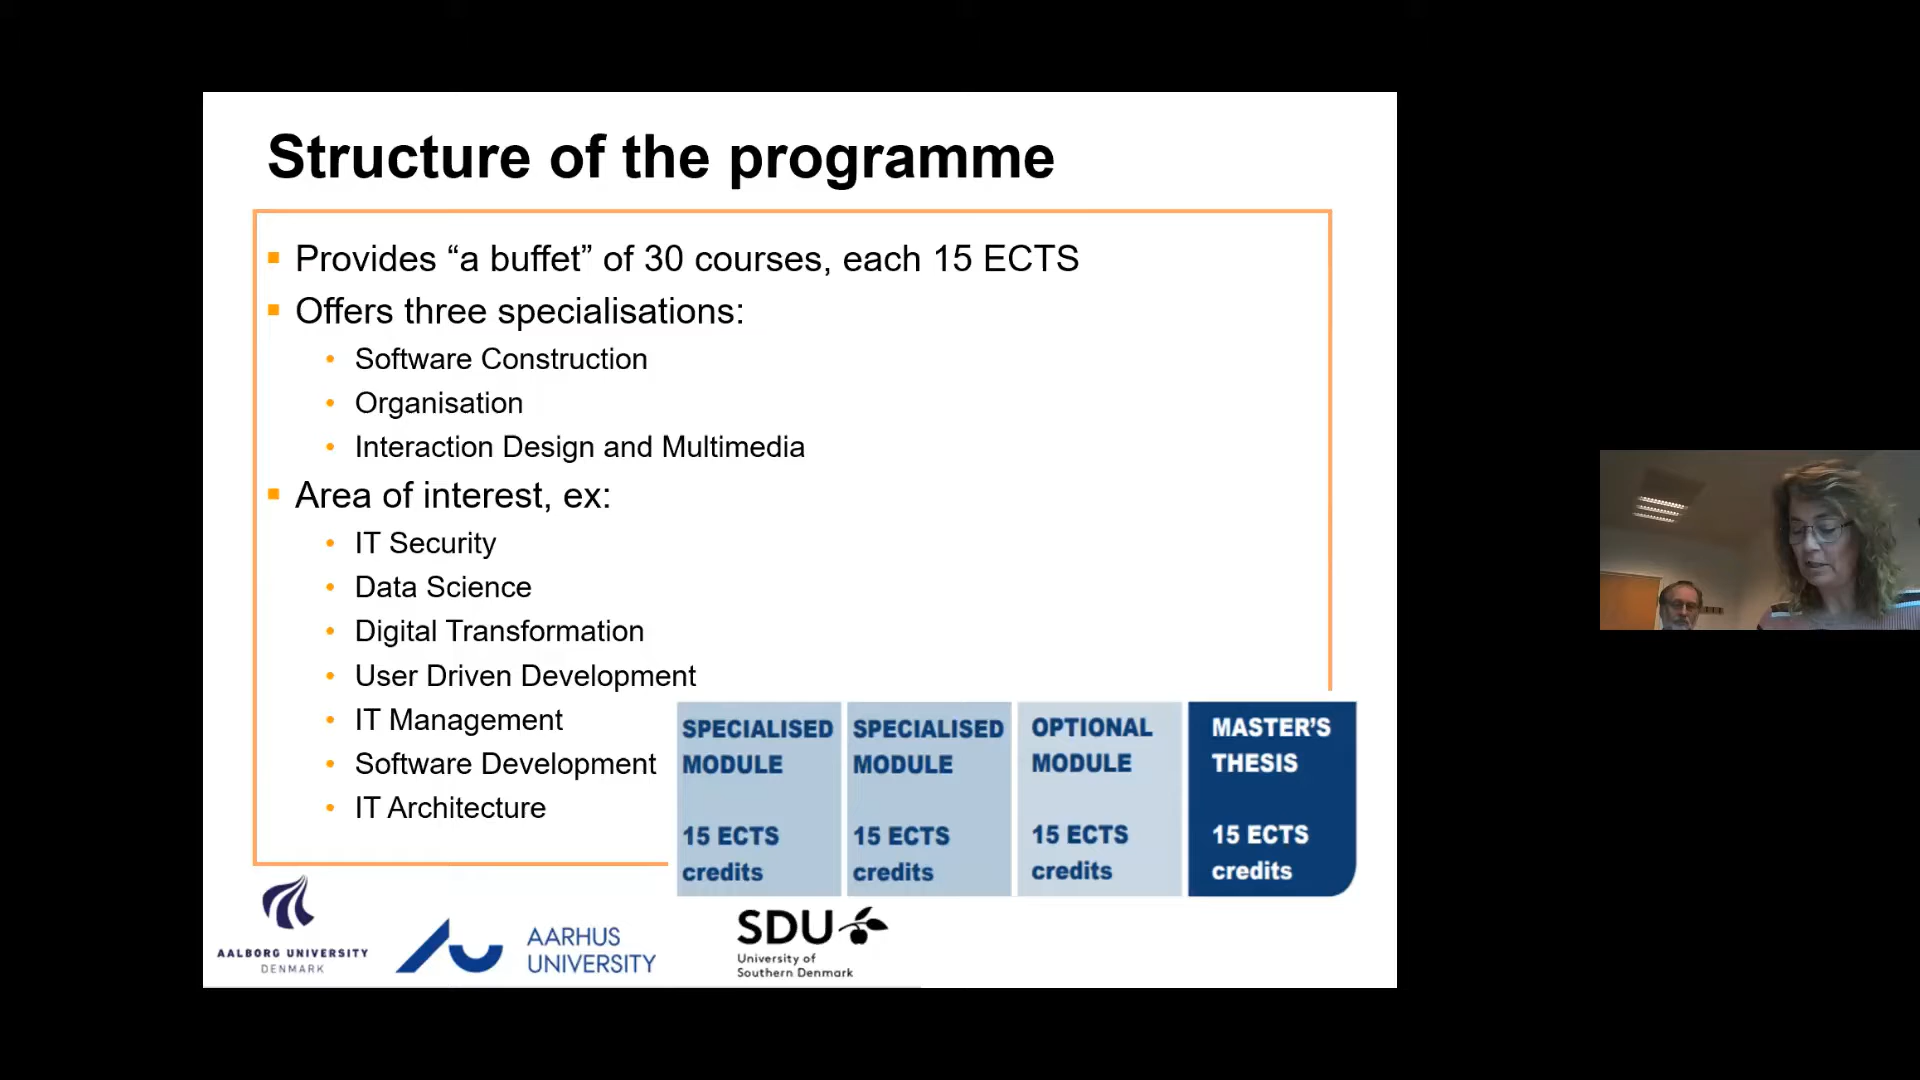 Structure of the programme
Provides “a buffet” of 30 courses, each 15 ECTS
Offers three specialisations:
Software Construction
Organisation
Interaction Design and Multimedia
Area of interest, ex:
IT Security
Data Science
Digital Transformation
User Driven Development
IT Management
Software Development
IT Architecture
SPECIALISED
MODULE
15 ECTS
credits
SPECIALISED
MODULE
15 ECTS
credits
OPTIONAL
MODULE
15 ECTS
credits
MASTER’S
THESIS
15 ECTS
credits
AALBORG UNIVERSITY
DENMARK
AARHUS
UNIVERSITY
SDU
University of
Southern Denmark